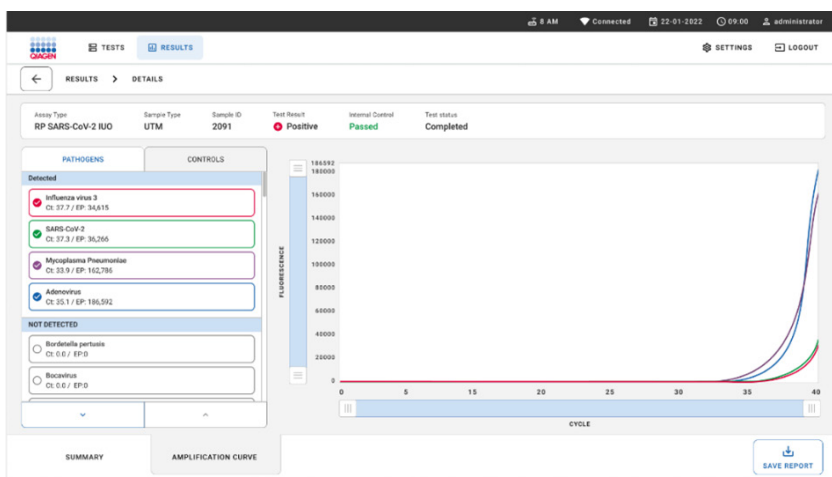 8 AM Connected 22-01-2022 09:00 administrator
QIAGEN TESTS RESULTS SETTINGS LOGOUT
RESULTS > DETAILS
Assay Type Sample Type Sample ID Test Result Internal Control Test status
RP SARS-CoV-2 IUO UTM 2091 Positive Passed Completed
PATHOGENS CONTROLS
Detected
Influenza virus 3
Ct: 37.7 / EP: 34,615
SARS-CoV-2
Ct: 37.3 / EP: 36,266
Mycoplasma Pneumoniae
Ct: 33.9 / EP: 162,786
Adenovirus
Ct: 35.1 / EP: 186,592
NOT DETECTED
Bordetella pertusis
Ct: 0.0 / EP:0
Bocavirus
Ct: 0.0 / EP:0
FLUORESCENCE
186592
180000
160000
140000
120000
100000
80000
60000
40000
20000
0
0 5 15 20 25 30 35 40
CYCLE
SUMMARY AMPLIFICATION CURVE SAVE REPORT